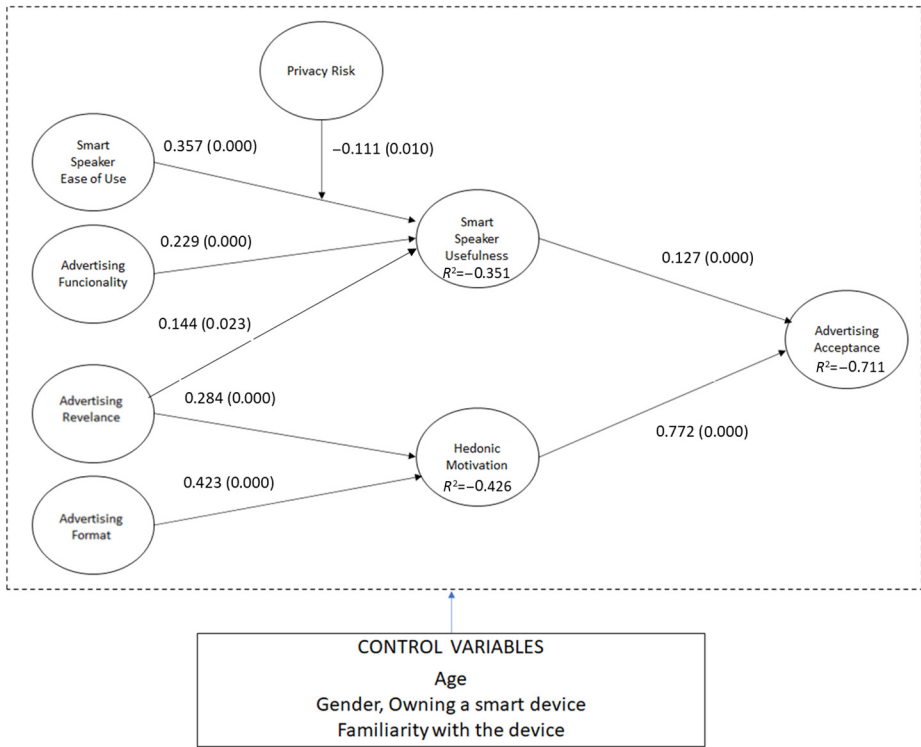 Privacy Risk
Smart
Speaker
Ease of Use
0.357 (0.000)
−0.111 (0.010)
Advertising
Funcionality
0.229 (0.000)
Smart
Speaker
Usefulness
R²=−0.351
0.127 (0.000)
0.144 (0.023)
Advertising
Acceptance
R²=−0.711
Advertising
Revelance
0.284 (0.000)
Hedonic
Motivation
R²=−0.426
0.772 (0.000)
Advertising
Format
0.423 (0.000)
CONTROL VARIABLES
Age
Gender, Owning a smart device
Familiarity with the device